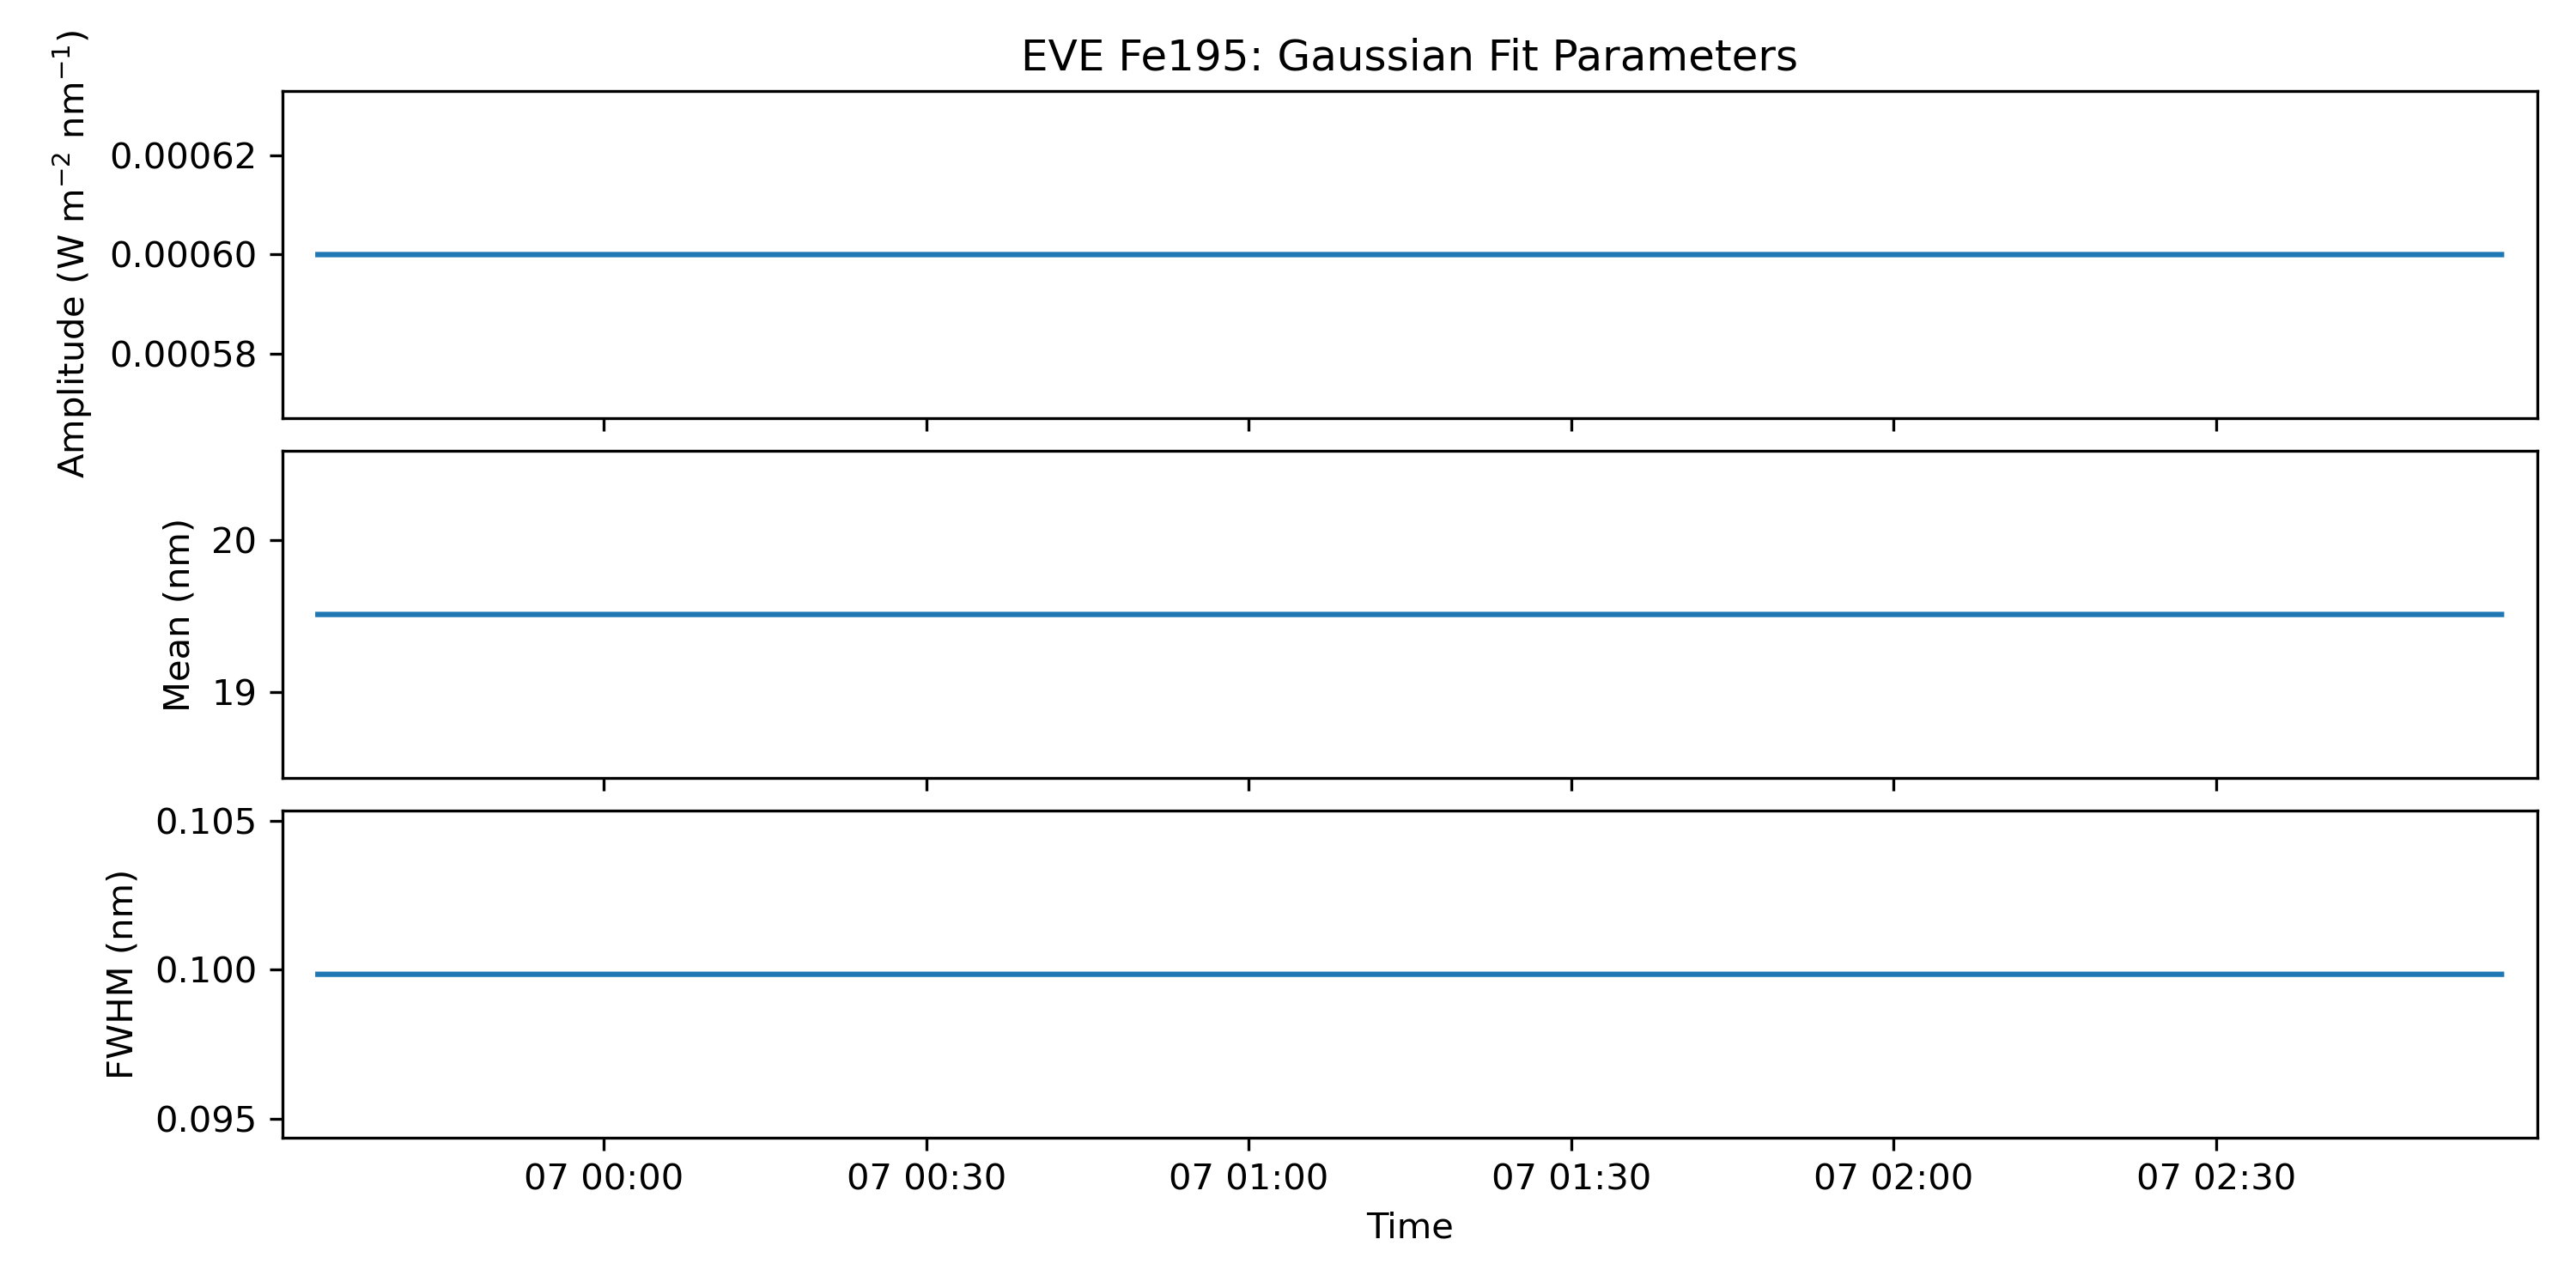 EVE Fe195: Gaussian Fit Parameters
Amplitude (W m⁻² nm⁻¹)
0.00062
0.00060
0.00058
Mean (nm)
20
19
FWHM (nm)
0.105
0.100
0.095
07 00:00 07 00:30 07 01:00 07 01:30 07 02:00 07 02:30
Time